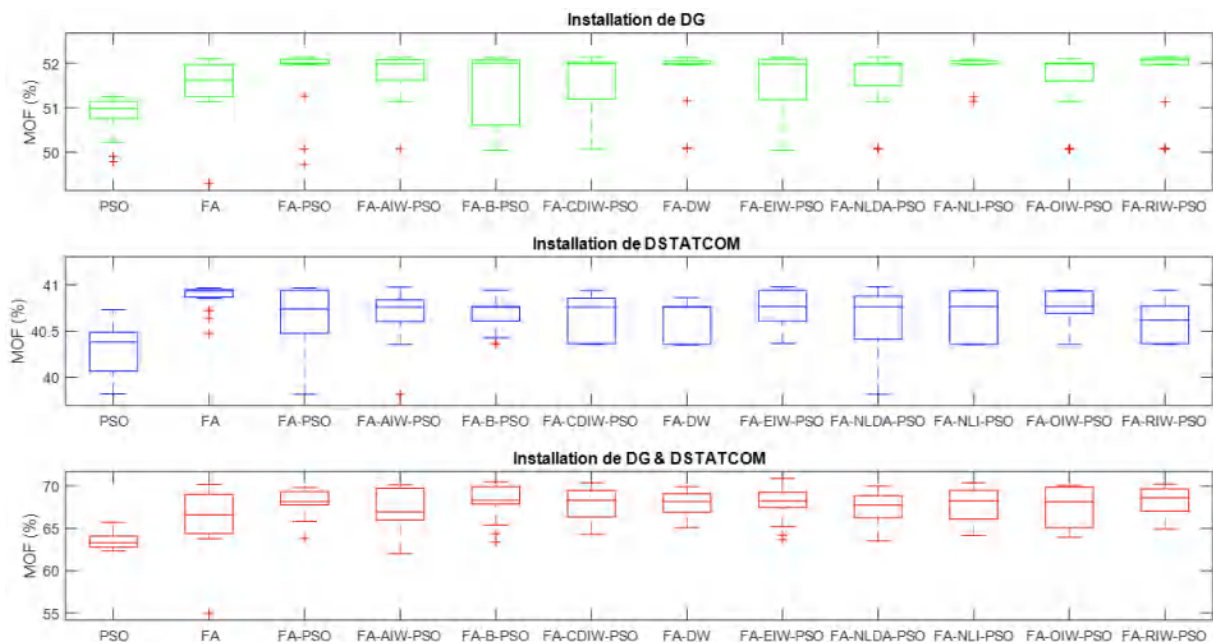 Installation de DG
52
51
50
MOF (%)
PSO FA FA-PSO FA-AIW-PSO FA-B-PSO FA-CDIW-PSO FA-DW FA-EIW-PSO FA-NLDA-PSO FA-NLI-PSO FA-OIW-PSO FA-RIW-PSO
Installation de DSTATCOM
41
40.5
40
MOF (%)
PSO FA FA-PSO FA-AIW-PSO FA-B-PSO FA-CDIW-PSO FA-DW FA-EIW-PSO FA-NLDA-PSO FA-NLI-PSO FA-OIW-PSO FA-RIW-PSO
Installation de DG & DSTATCOM
70
65
60
55
MOF (%)
PSO FA FA-PSO FA-AIW-PSO FA-B-PSO FA-CDIW-PSO FA-DW FA-EIW-PSO FA-NLDA-PSO FA-NLI-PSO FA-OIW-PSO FA-RIW-PSO